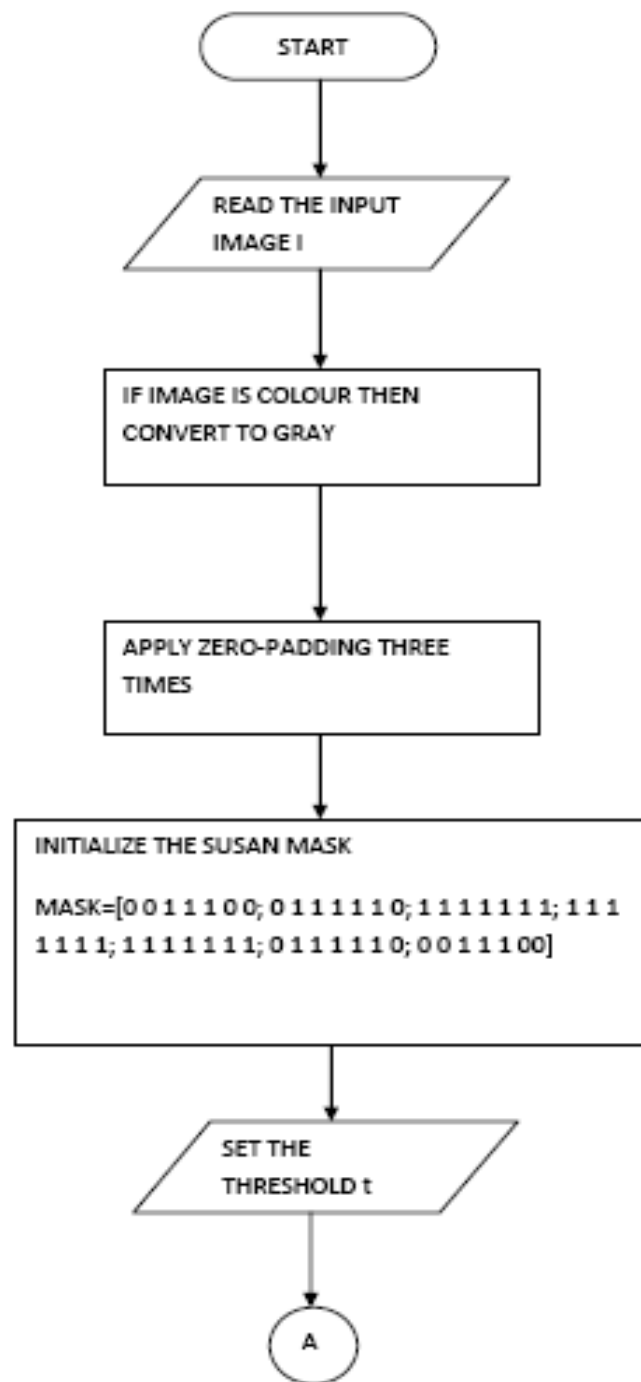 START
READ THE INPUT
IMAGE I
IF IMAGE IS COLOUR THEN
CONVERT TO GRAY
APPLY ZERO-PADDING THREE
TIMES
INITIALIZE THE SUSAN MASK
MASK=[0 0 1 1 1 0 0; 0 1 1 1 1 1 0; 1 1 1 1 1 1 1; 1 1 1
1 1 1 1; 1 1 1 1 1 1 1; 0 1 1 1 1 1 0; 0 0 1 1 1 00]
SET THE
THRESHOLD t
A